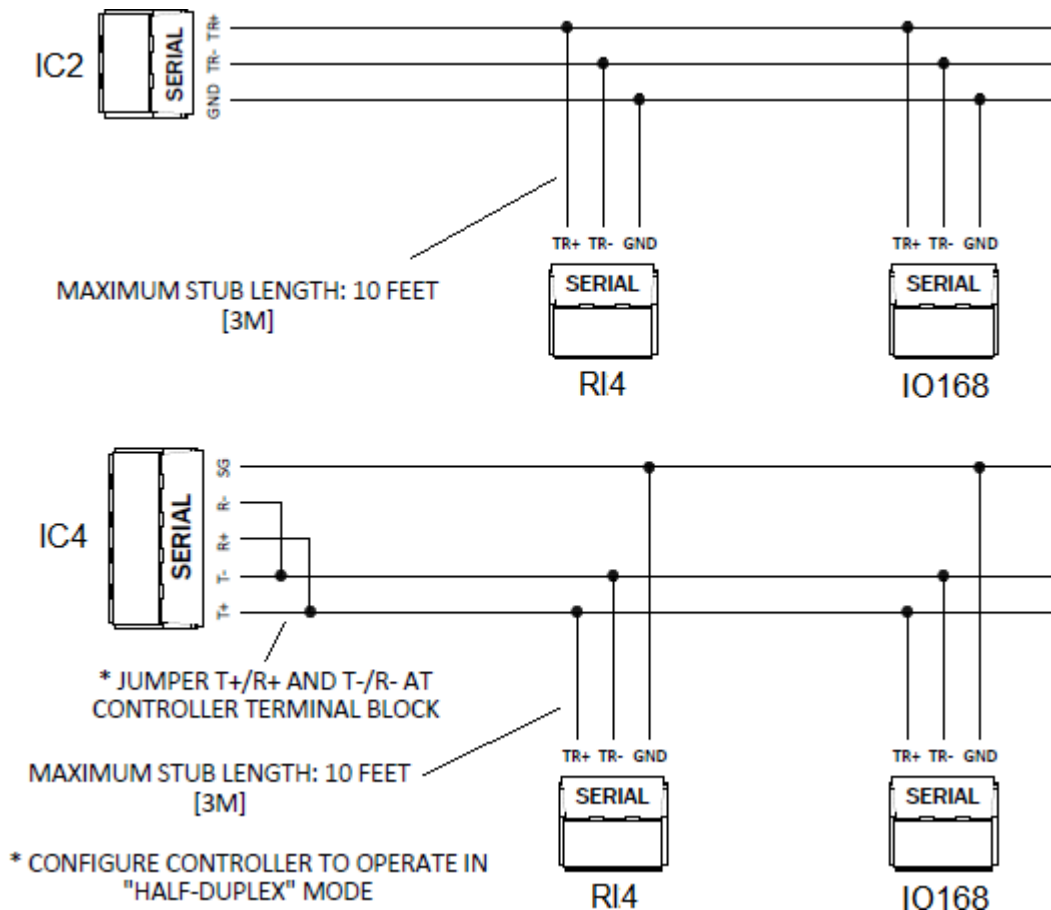 IC2
SERIAL
TR+
TR-
GND
MAXIMUM STUB LENGTH: 10 FEET
[3M]
TR+ TR- GND
SERIAL
RI4
TR+ TR- GND
SERIAL
IO168
IC4
SERIAL
SG
R-
R+
T-
T+
* JUMPER T+/R+ AND T-/R- AT
CONTROLLER TERMINAL BLOCK
MAXIMUM STUB LENGTH: 10 FEET
[3M]
* CONFIGURE CONTROLLER TO OPERATE IN
"HALF-DUPLEX" MODE
TR+ TR- GND
SERIAL
RI4
TR+ TR- GND
SERIAL
IO168